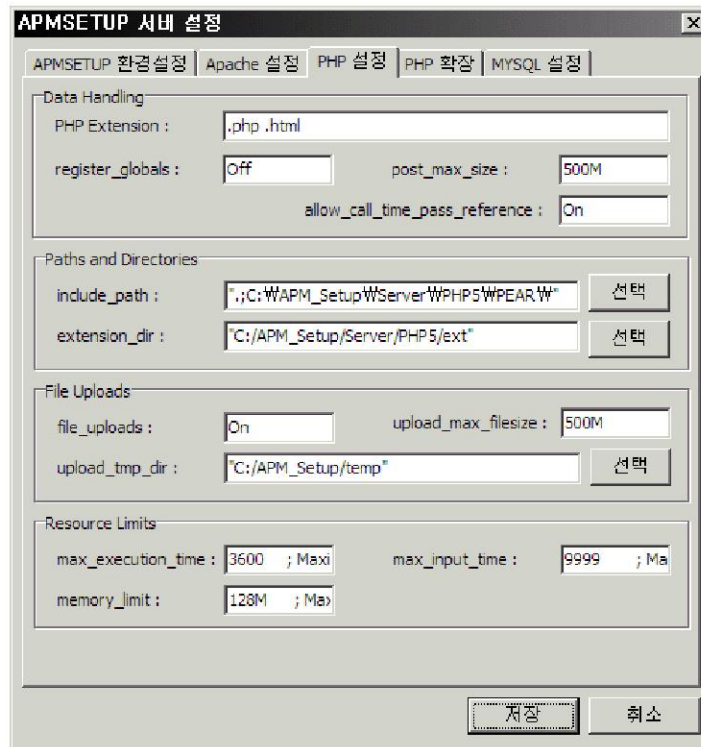 APMSETUP 서버 설정
APMSETUP 환경설정 Apache 설정 PHP 설정 PHP 확장 MYSQL 설정
Data Handling
PHP Extension : .php .html
register_globals : Off post_max_size : 500M
allow_call_time_pass_reference : On
Paths and Directories
include_path : ".;C:₩APM_Setup₩Server₩PHP5₩PEAR₩" 선택
extension_dir : "C:/APM_Setup/Server/PHP5/ext" 선택
File Uploads
file_uploads : On upload_max_filesize : 500M
upload_tmp_dir : "C:/APM_Setup/temp" 선택
Resource Limits
max_execution_time : 3600 ; Maxi max_input_time : 9999 ; Ma
memory_limit : 128M ; Max
저장 취소